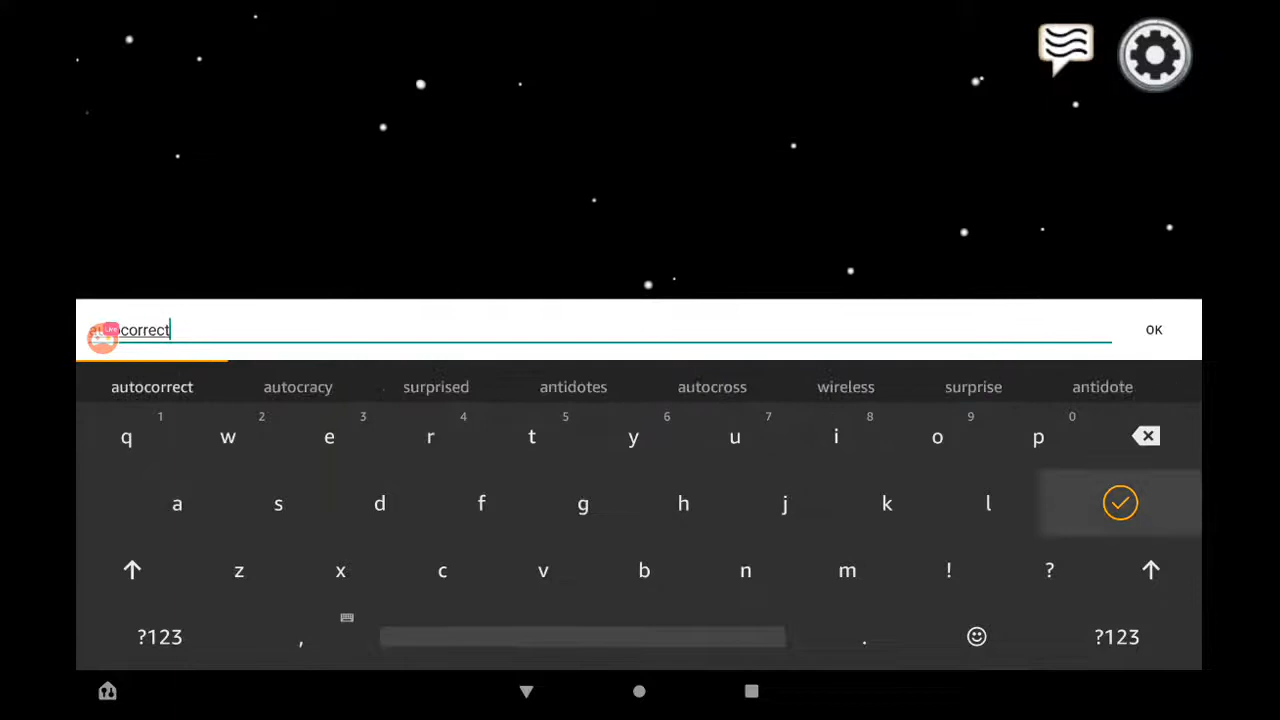 autocorrect
OK
autocorrect autocracy surprised antidotes autocross wireless surprise antidote
1 2 3 4 5 6 7 8 9 0
q w e r t y u i o p
a s d f g h j k l
z x c v b n m ! ?
?123 , . ?123